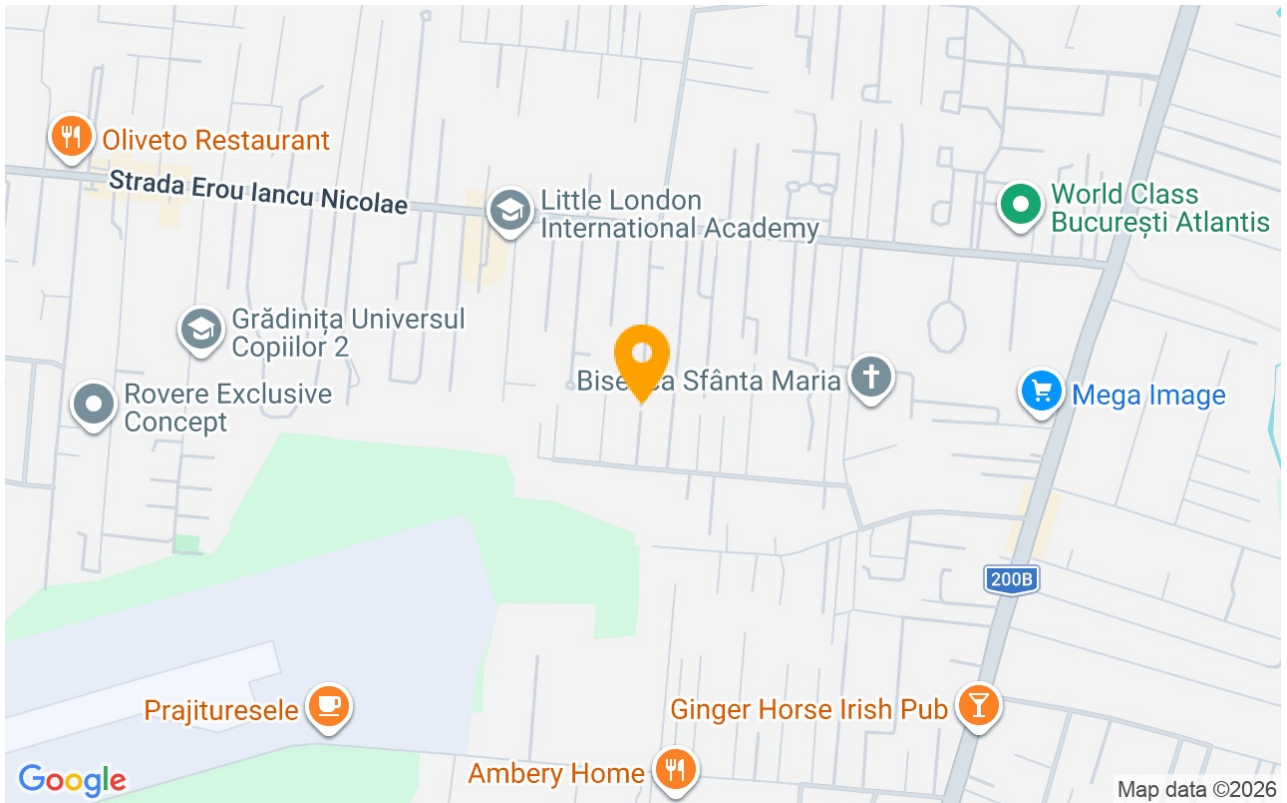 Oliveto Restaurant
Strada Erou Iancu Nicolae
Little London
International Academy
World Class
București Atlantis
Grădinița Universul
Copiilor 2
Rovere Exclusive
Concept
Sfânta Maria
Mega Image
200B
Prajituresele
Ginger Horse Irish Pub
Ambery Home
Google
Map data ©2026